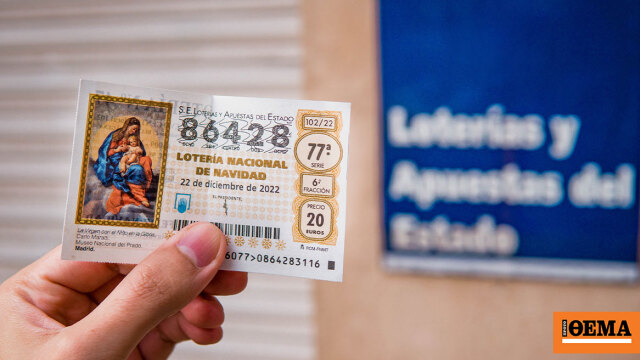 S.E. LOTERÍAS Y APUESTAS DEL ESTADO
86428
LOTERÍA NACIONAL
DE NAVIDAD
22 de diciembre de 2022
EL PRESIDENTE,
102/22
77ª
SERIE
6ª
FRACCIÓN
PRECIO
20
EUROS
La Virgen con el Niño en la Gloria.
Carlo Maratti.
Museo Nacional del Prado.
Madrid.
RCM-FNMT
6077>0864283116
Loterías y
Apuestas del
Estado
ΘΕΜΑ